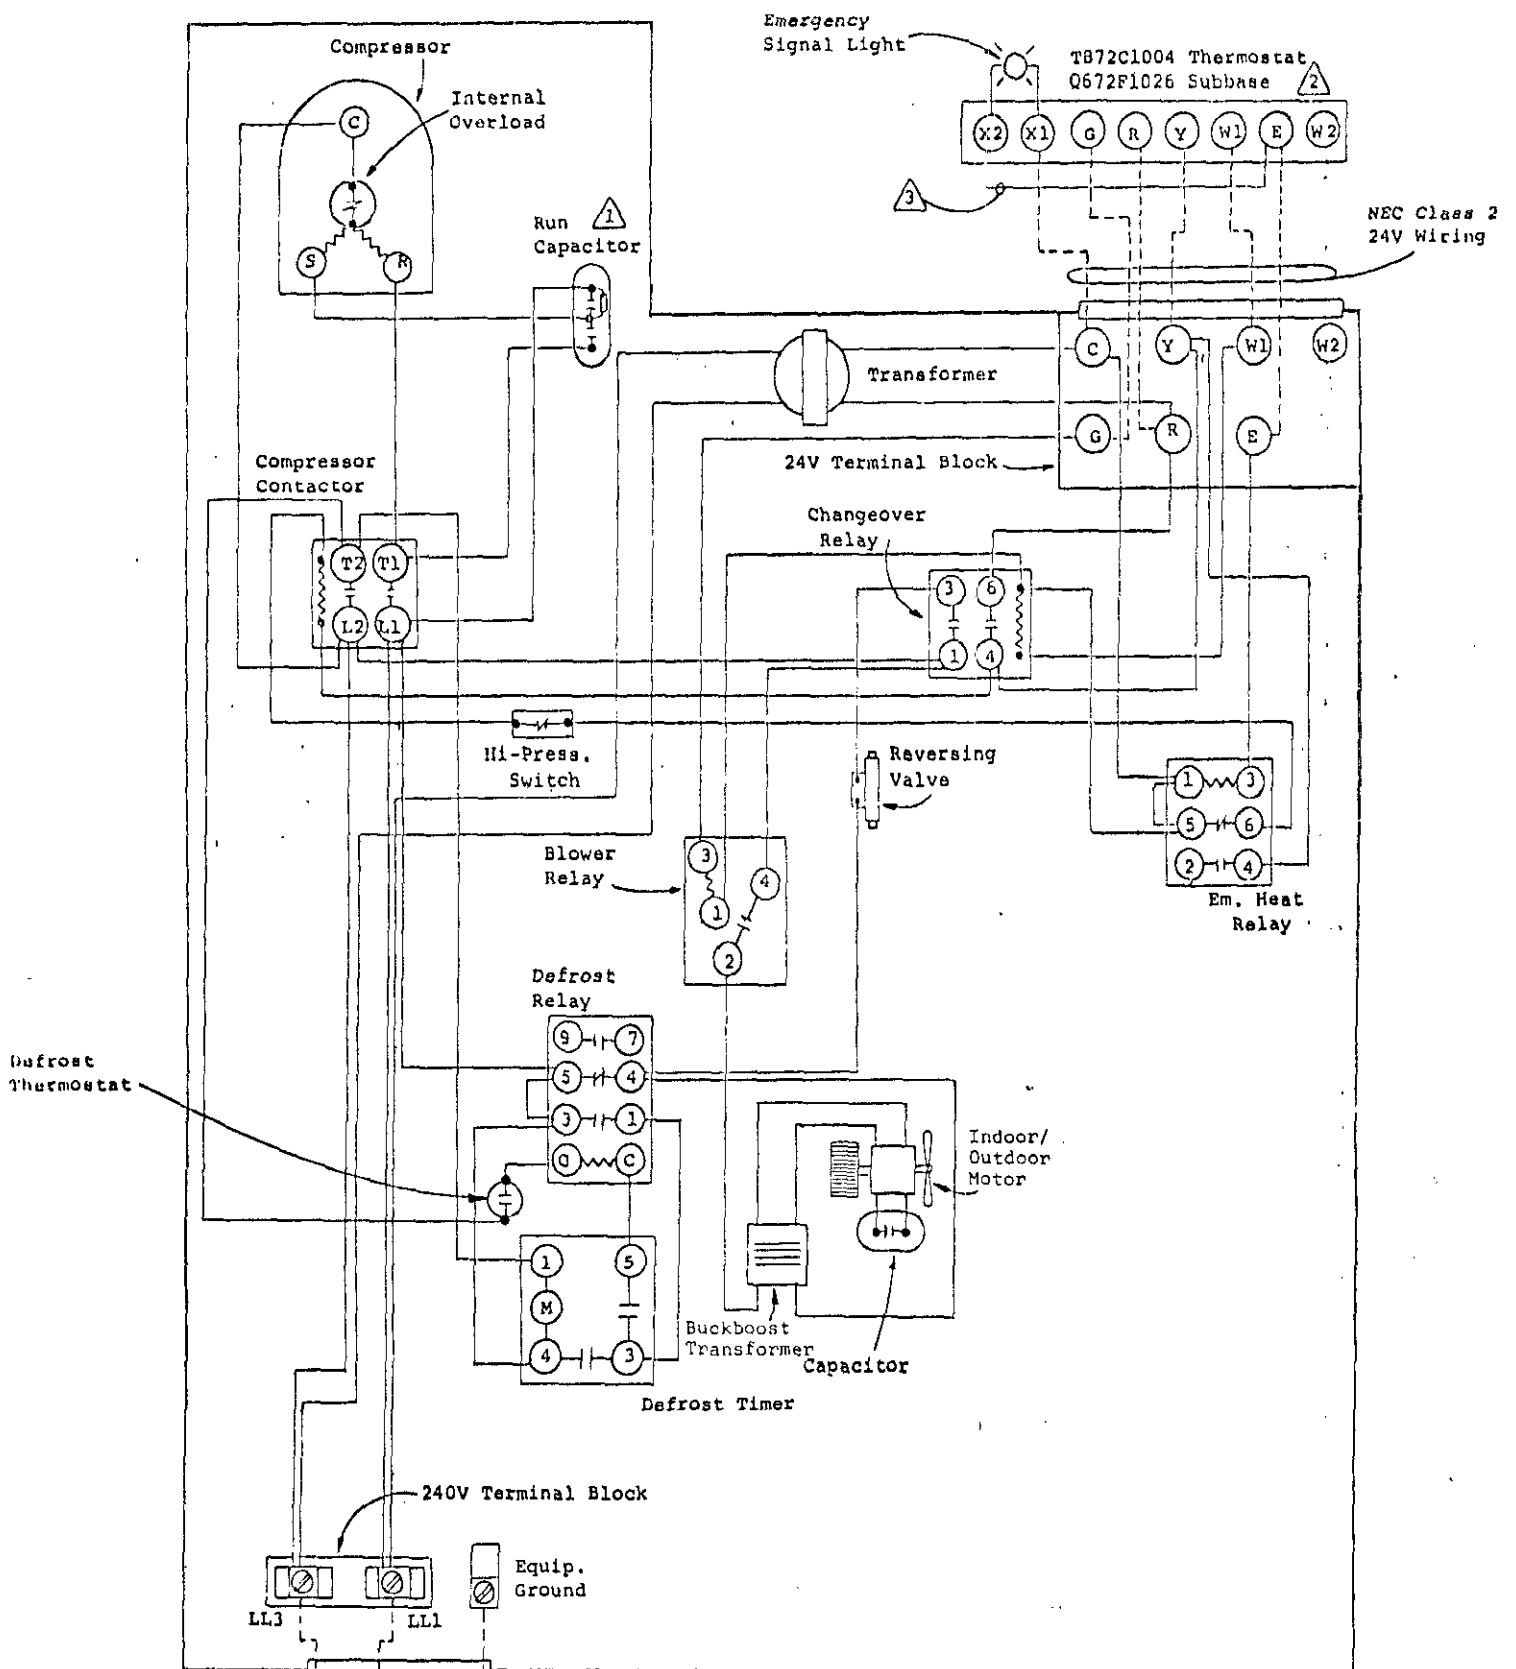 Emergency
Signal Light
Compressor
T872C1004 Thermostat
Q672F1026 Subbase
2
Internal
Overload
C
X2 X1 G R Y W1 E W2
3
NEC Class 2
24V Wiring
Run
Capacitor
1
S R
C Y W1 W2
Transformer
G R E
24V Terminal Block
Compressor
Contactor
Changeover
Relay
T2 T1
L2 L1
3 6
1 4
Hi-Press.
Switch
Reversing
Valve
1 3
5 6
2 4
Em. Heat
Relay
Blower
Relay
3
4
1
2
Defrost
Relay
9 7
5 4
3 1
D C
Defrost
Thermostat
Indoor/
Outdoor
Motor
1 5
M
4 3
Buckboost
Transformer
Capacitor
Defrost Timer
240V Terminal Block
Equip.
Ground
LL3 LL1